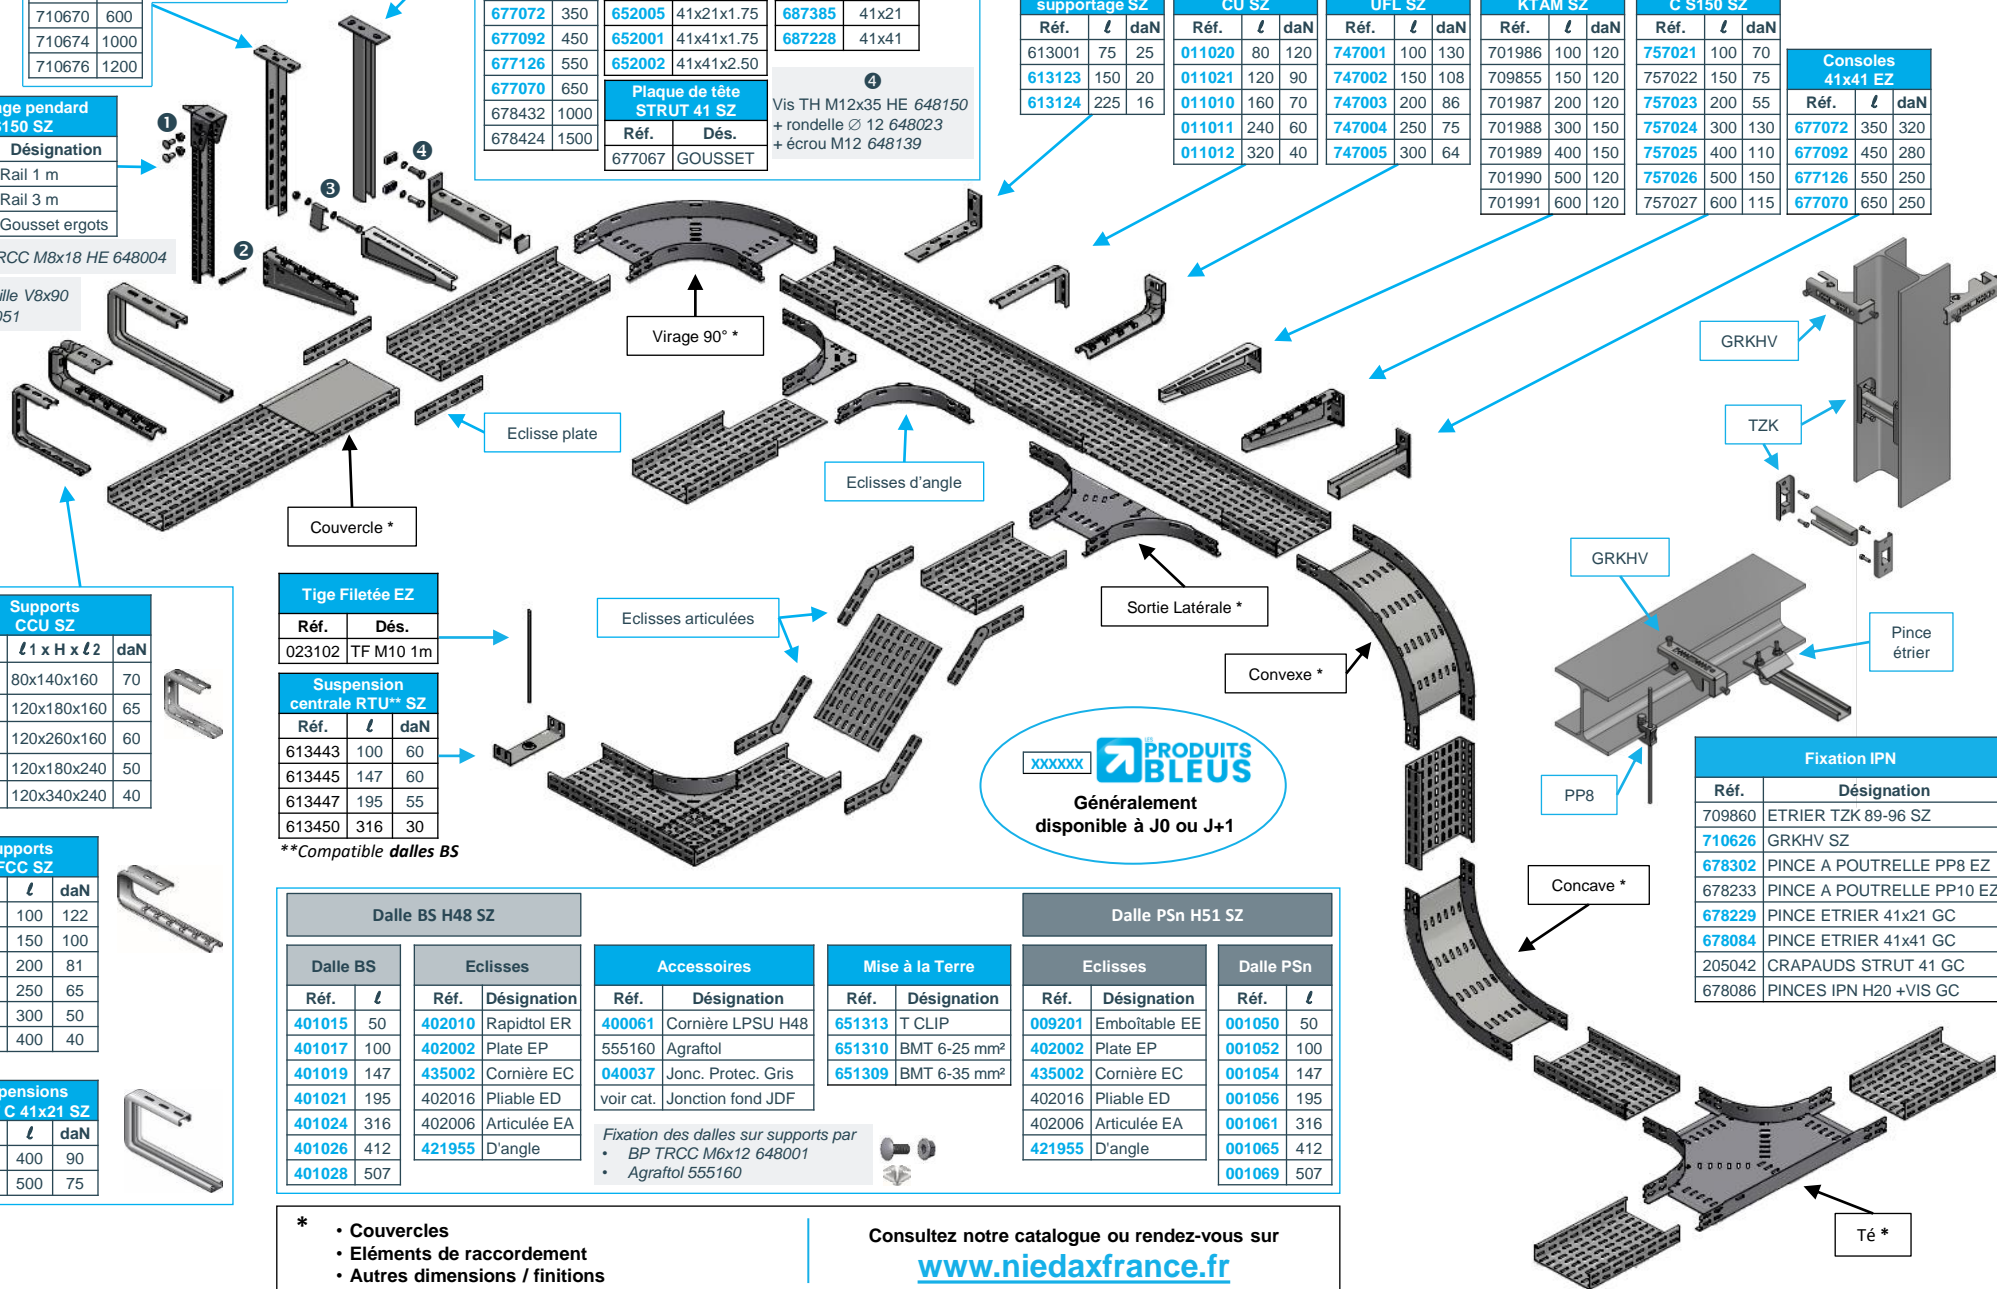 710670 600
710674 1000
710676 1200
677072 350
677092 450
677126 550
677070 650
678432 1000
678424 1500
652005 41x21x1.75
652001 41x41x1.75
652002 41x41x2.50
687385 41x21
687228 41x41
Plaque de tête
STRUT 41 SZ
Réf. Dés.
677067 GOUSSET
4
Vis TH M12x35 HE 648150
+ rondelle ∅ 12 648023
+ écrou M12 648139
supportage SZ
Réf. ℓ daN
613001 75 25
613123 150 20
613124 225 16
CU SZ
Réf. ℓ daN
011020 80 120
011021 120 90
011010 160 70
011011 240 60
011012 320 40
UFL SZ
Réf. ℓ daN
747001 100 130
747002 150 108
747003 200 86
747004 250 75
747005 300 64
KTAM SZ
Réf. ℓ daN
701986 100 120
709855 150 120
701987 200 120
701988 300 150
701989 400 150
701990 500 120
701991 600 120
C S150 SZ
Réf. ℓ daN
757021 100 70
757022 150 75
757023 200 55
757024 300 130
757025 400 110
757026 500 150
757027 600 115
Consoles
41x41 EZ
Réf. ℓ daN
677072 350 320
677092 450 280
677126 550 250
677070 650 250
age pendard
S150 SZ
Désignation
Rail 1 m
Rail 3 m
Gousset ergots
RCC M8x18 HE 648004
ille V8x90
051
1
2
3
4
Virage 90° *
Eclisse plate
Eclisses d'angle
Couvercle *
GRKHV
TZK
GRKHV
Pince
étrier
PP8
Sortie Latérale *
Convexe *
Eclisses articulées
Concave *
Té *
Tige Filetée EZ
Réf. Dés.
023102 TF M10 1m
Suspension
centrale RTU** SZ
Réf. ℓ daN
613443 100 60
613445 147 60
613447 195 55
613450 316 30
**Compatible dalles BS
Supports
CCU SZ
ℓ1 x H x ℓ2 daN
80x140x160 70
120x180x160 65
120x260x160 60
120x180x240 50
120x340x240 40
upports
FCC SZ
ℓ daN
100 122
150 100
200 81
250 65
300 50
400 40
pensions
C 41x21 SZ
ℓ daN
400 90
500 75
XXXXXX LES PRODUITS
BLEUS
Généralement
disponible à J0 ou J+1
Fixation IPN
Réf. Désignation
709860 ETRIER TZK 89-96 SZ
710626 GRKHV SZ
678302 PINCE A POUTRELLE PP8 EZ
678233 PINCE A POUTRELLE PP10 EZ
678229 PINCE ETRIER 41x21 GC
678084 PINCE ETRIER 41x41 GC
205042 CRAPAUDS STRUT 41 GC
678086 PINCES IPN H20 +VIS GC
Dalle BS H48 SZ
Dalle BS
Réf. ℓ
401015 50
401017 100
401019 147
401021 195
401024 316
401026 412
401028 507
Eclisses
Réf. Désignation
402010 Rapidtol ER
402002 Plate EP
435002 Cornière EC
402016 Pliable ED
402006 Articulée EA
421955 D'angle
Accessoires
Réf. Désignation
400061 Cornière LPSU H48
555160 Agraftol
040037 Jonc. Protec. Gris
voir cat. Jonction fond JDF
Fixation des dalles sur supports par
• BP TRCC M6x12 648001
• Agraftol 555160
Mise à la Terre
Réf. Désignation
651313 T CLIP
651310 BMT 6-25 mm²
651309 BMT 6-35 mm²
Dalle PSn H51 SZ
Eclisses
Réf. Désignation
009201 Emboîtable EE
402002 Plate EP
435002 Cornière EC
402016 Pliable ED
402006 Articulée EA
421955 D'angle
Dalle PSn
Réf. ℓ
001050 50
001052 100
001054 147
001056 195
001061 316
001065 412
001069 507
*
• Couvercles
• Eléments de raccordement
• Autres dimensions / finitions
Consultez notre catalogue ou rendez-vous sur
www.niedaxfrance.fr